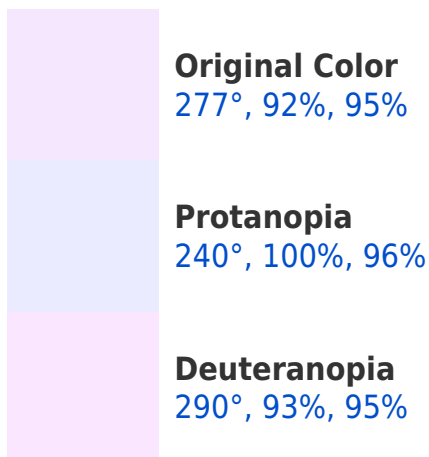 Original Color
277°, 92%, 95%
Protanopia
240°, 100%, 96%
Deuteranopia
290°, 93%, 95%